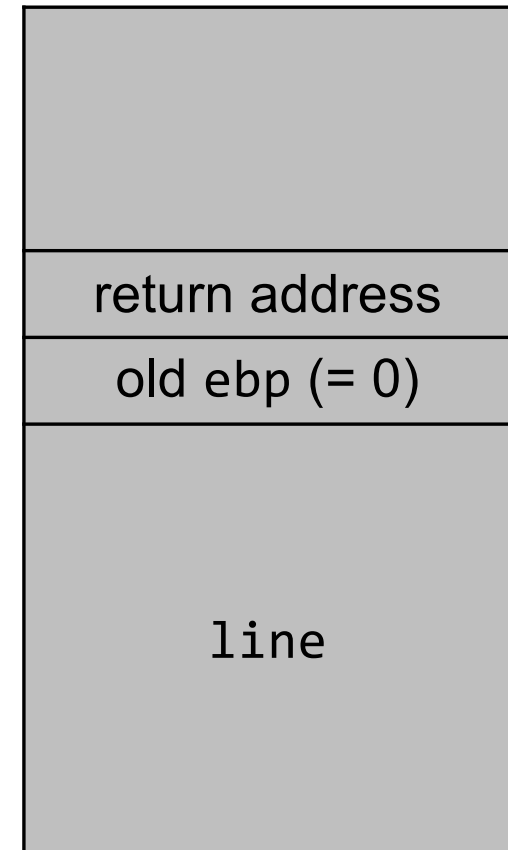 return address
old ebp (= 0)
line